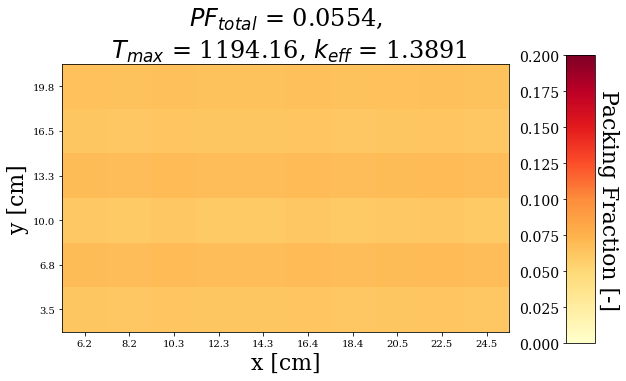 PF_total = 0.0554,
T_max = 1194.16, k_eff = 1.3891
y [cm]
19.8
16.5
13.3
10.0
6.8
3.5
6.2 8.2 10.3 12.3 14.3 16.4 18.4 20.5 22.5 24.5
x [cm]
0.200
0.175
0.150
0.125
0.100
0.075
0.050
0.025
0.000
Packing Fraction [-]